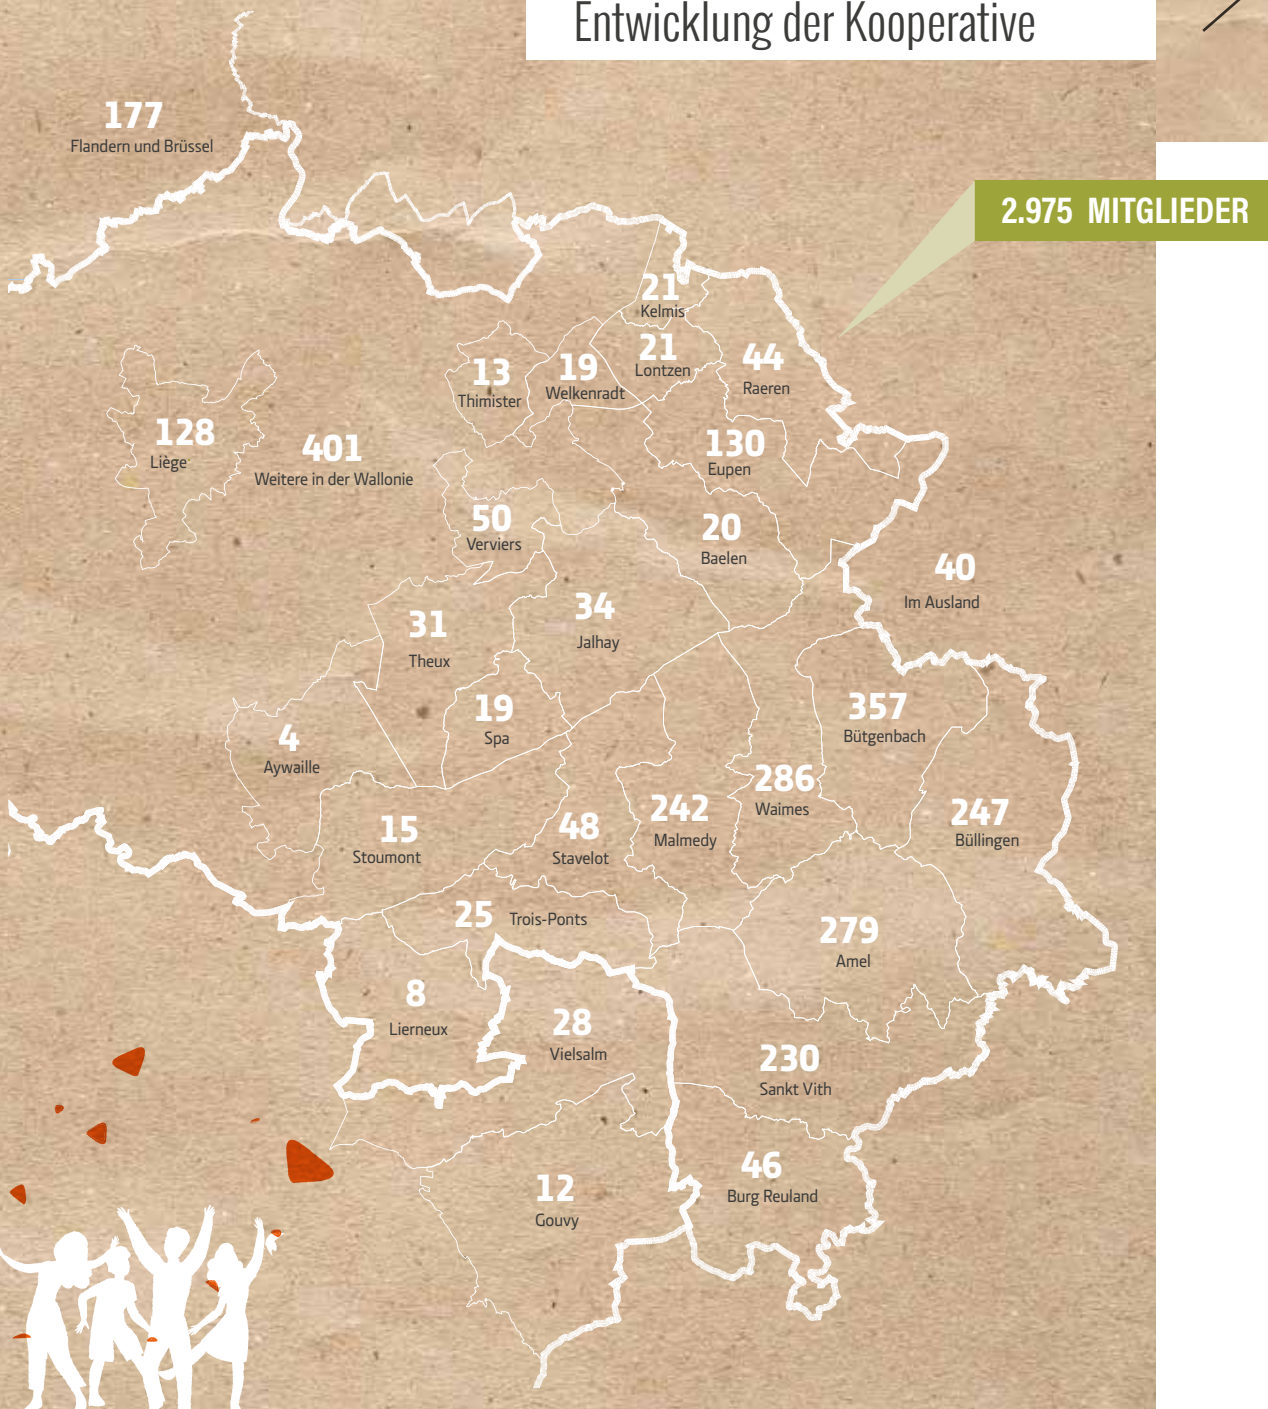 Entwicklung der Kooperative
177
Flandern und Brüssel
2.975 MITGLIEDER
21
Kelmis
21
Lontzen
44
Raeren
13
Thimister
19
Welkenradt
128
Liège
401
Weitere in der Wallonie
130
Eupen
50
Verviers
20
Baelen
40
Im Ausland
34
Jalhay
31
Theux
19
Spa
357
Bütgenbach
4
Aywaille
286
Waimes
242
Malmedy
247
Büllingen
15
Stoumont
48
Stavelot
25 Trois-Ponts
279
Amel
8
Lierneux
28
Vielsalm
230
Sankt Vith
46
Burg Reuland
12
Gouvy